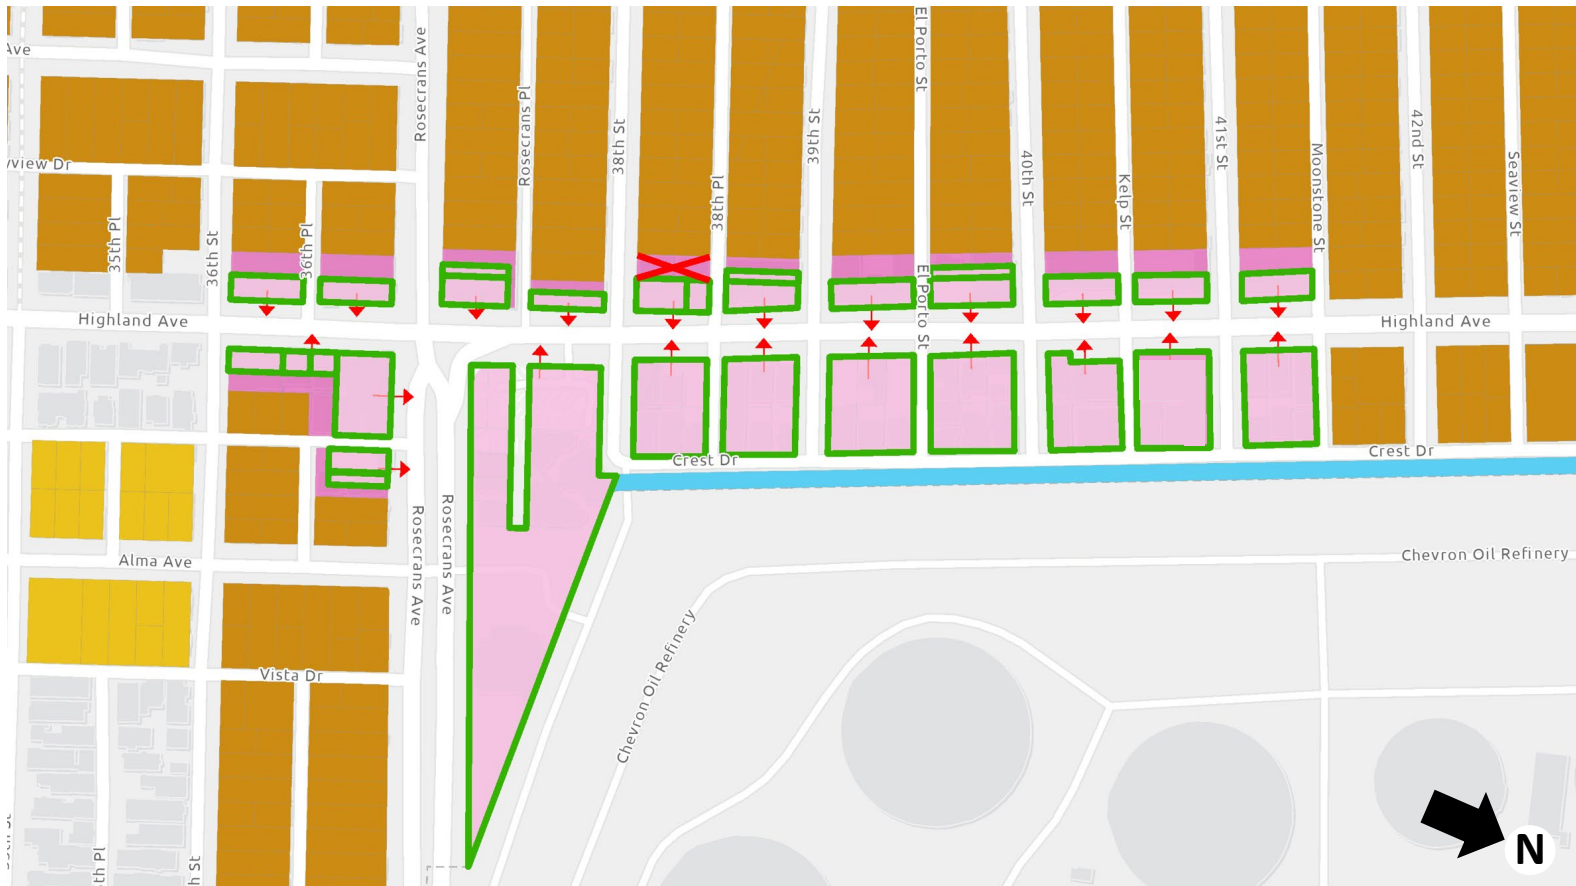 Ave
Rosecrans Ave
El Porto St
Rosecrans Pl
38th St
39th St
41st St
42nd St
Moonstone St
Seaview St
40th St
Kelp St
38th Pl
35th Pl
36th St
36th Pl
El Porto St
Highland Ave
Highland Ave
Crest Dr
Crest Dr
Rosecrans Ave
Rosecrans Ave
Alma Ave
Chevron Oil Refinery
Chevron Oil Refinery
Vista Dr
N